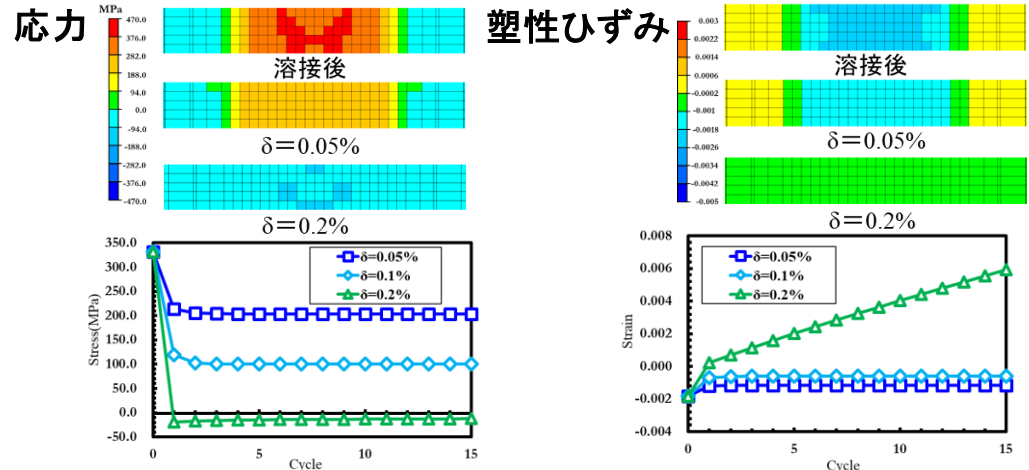 応力
MPa
470.0
376.0
282.0
188.0
94.0
0.0
-94.0
-188.0
-282.0
-376.0
-470.0
溶接後
δ=0.05%
δ=0.2%
塑性ひずみ
0.003
0.0022
0.0014
0.0006
-0.0002
-0.001
-0.0018
-0.0026
-0.0034
-0.0042
-0.005
溶接後
δ=0.05%
δ=0.2%
Stress(MPa)
350.0
300.0
250.0
200.0
150.0
100.0
50.0
0.0
-50.0
δ=0.05%
δ=0.1%
δ=0.2%
0 5 10 15
Cycle
Strain
0.008
0.006
0.004
0.002
0.000
-0.002
-0.004
δ=0.05%
δ=0.1%
δ=0.2%
0 5 10 15
Cycle